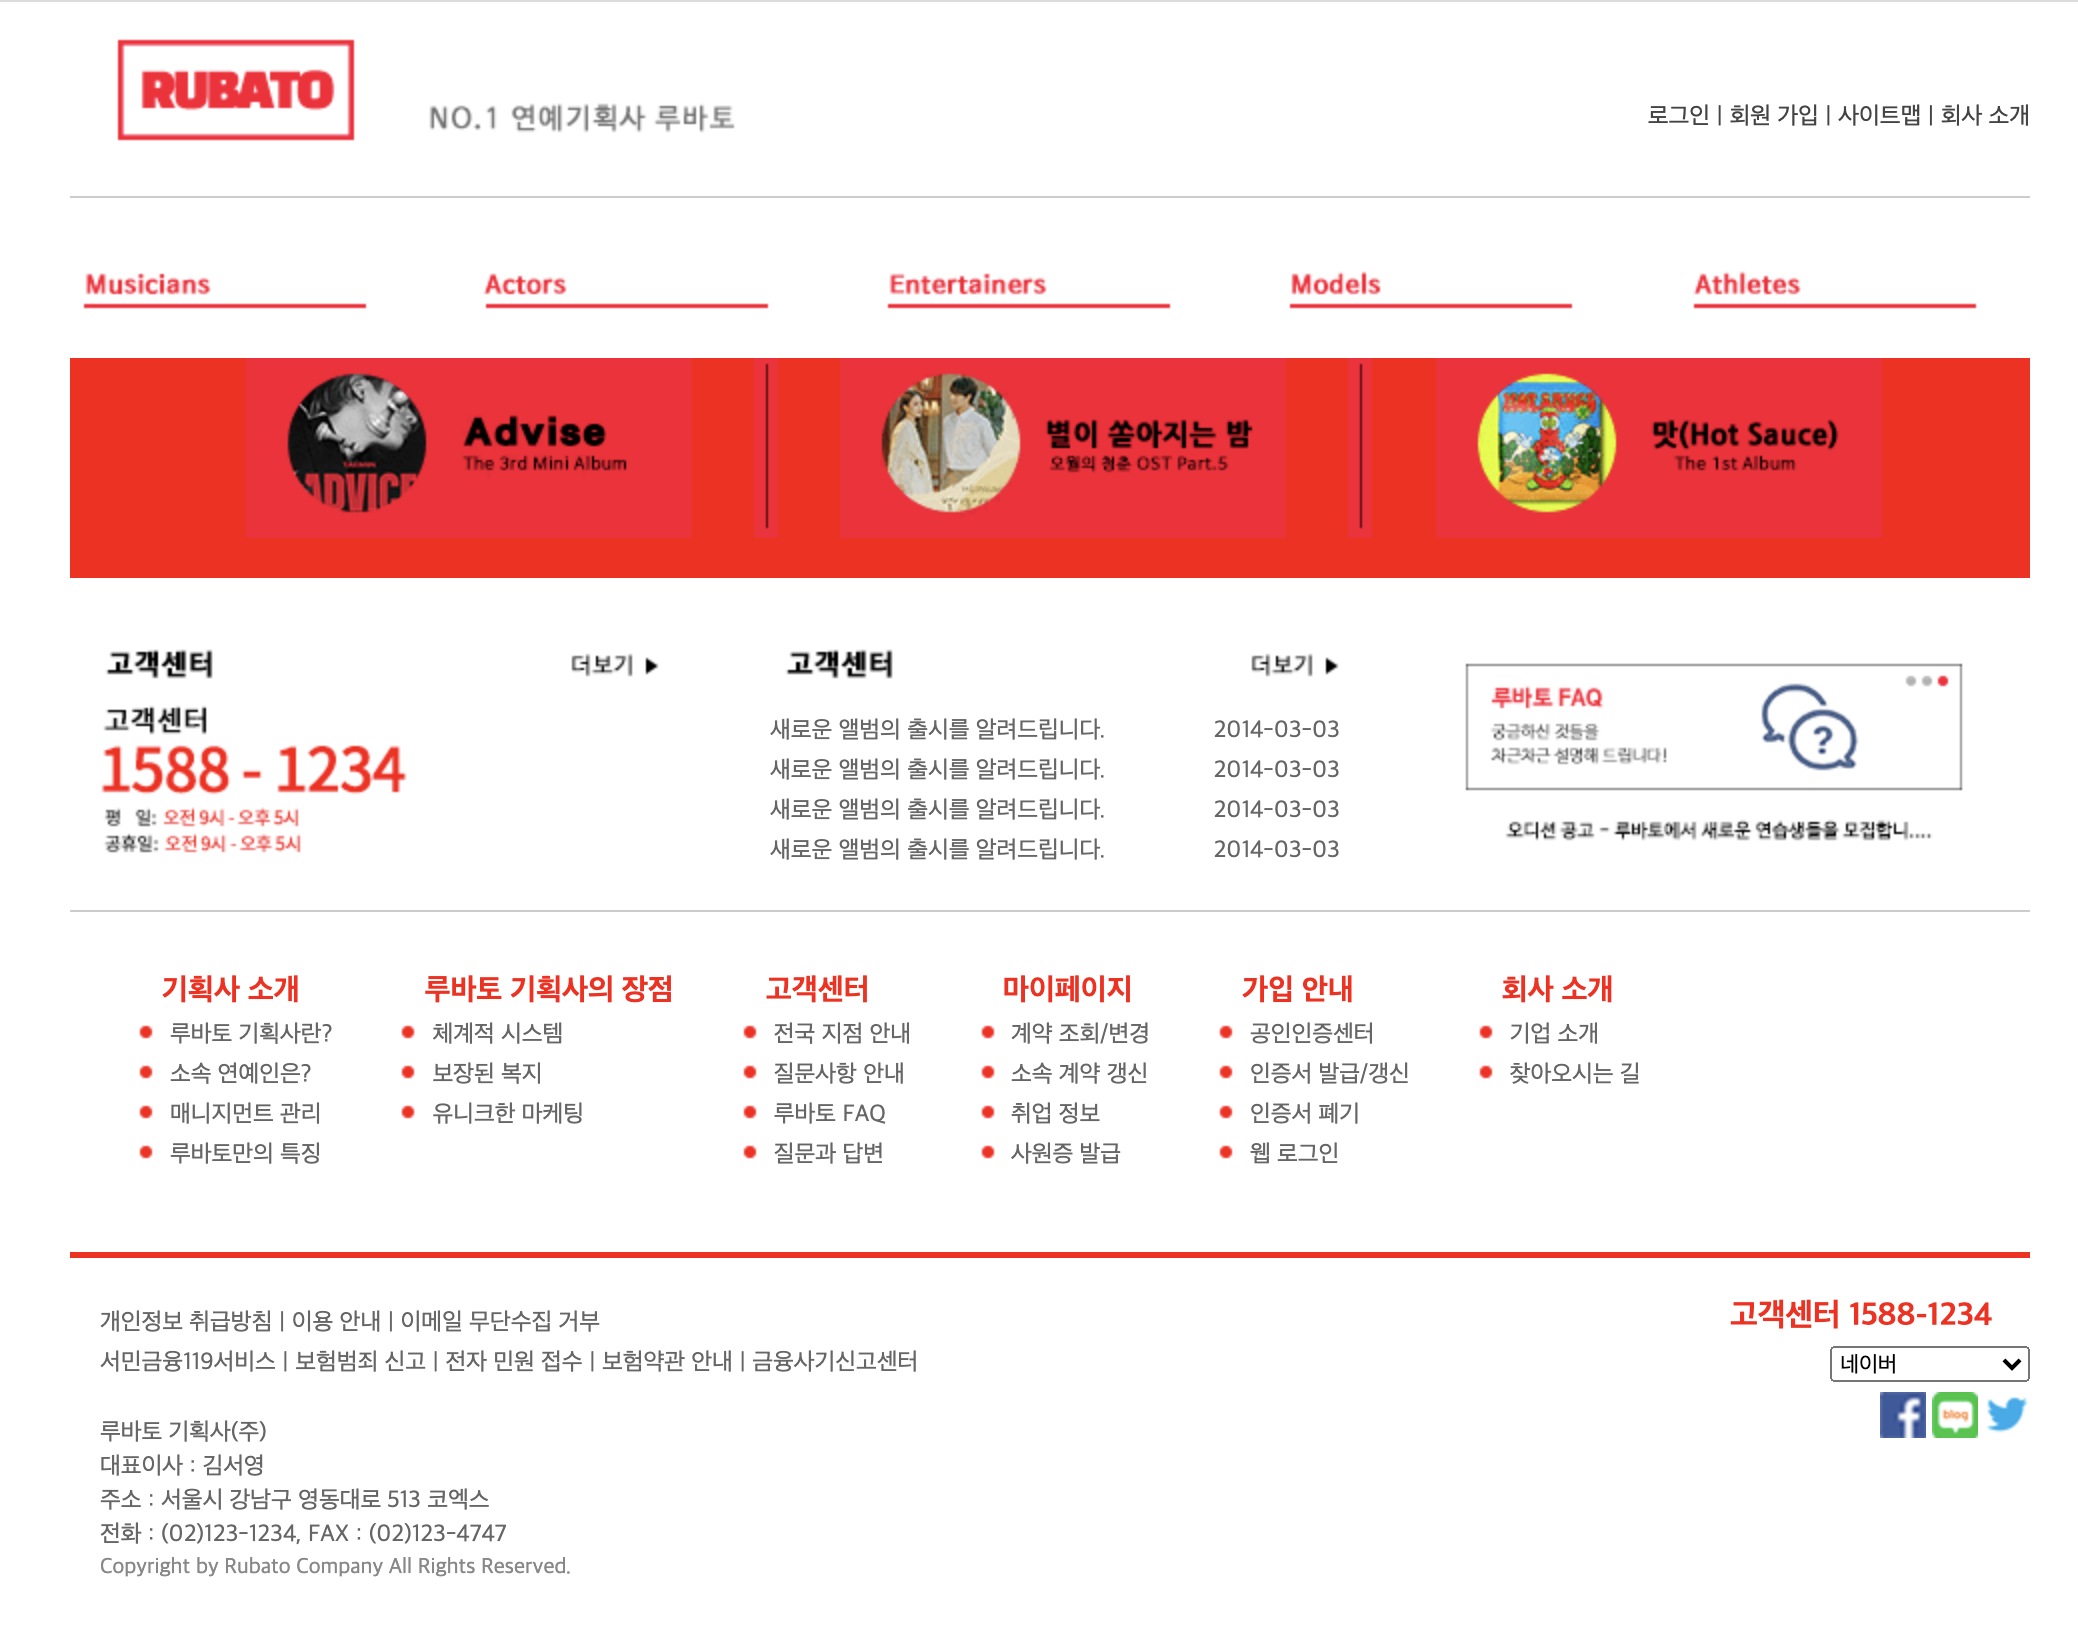 RUBATO
NO.1 연예기획사 루바토
로그인 | 회원 가입 | 사이트맵 | 회사 소개
Musicians
Actors
Entertainers
Models
Athletes
TAEMIN
ADVICE
Advise
The 3rd Mini Album
별이 쏟아지는 밤
오월의 청춘 OST Part.5
HOT SAUCE
맛(Hot Sauce)
The 1st Album
고객센터
더보기 ▶
고객센터
1588 - 1234
평 일: 오전 9시 - 오후 5시
공휴일: 오전 9시 - 오후 5시
고객센터
더보기 ▶
새로운 앨범의 출시를 알려드립니다. 2014-03-03
새로운 앨범의 출시를 알려드립니다. 2014-03-03
새로운 앨범의 출시를 알려드립니다. 2014-03-03
새로운 앨범의 출시를 알려드립니다. 2014-03-03
루바토 FAQ
궁금하신 것들을
차근차근 설명해 드립니다!
?
오디션 공고 - 루바토에서 새로운 연습생들을 모집합니....
기획사 소개
루바토 기획사란?
소속 연예인은?
매니지먼트 관리
루바토만의 특징
루바토 기획사의 장점
체계적 시스템
보장된 복지
유니크한 마케팅
고객센터
전국 지점 안내
질문사항 안내
루바토 FAQ
질문과 답변
마이페이지
계약 조회/변경
소속 계약 갱신
취업 정보
사원증 발급
가입 안내
공인인증센터
인증서 발급/갱신
인증서 폐기
웹 로그인
회사 소개
기업 소개
찾아오시는 길
개인정보 취급방침 | 이용 안내 | 이메일 무단수집 거부
서민금융119서비스 | 보험범죄 신고 | 전자 민원 접수 | 보험약관 안내 | 금융사기신고센터
고객센터 1588-1234
네이버
f
blog
루바토 기획사(주)
대표이사 : 김서영
주소 : 서울시 강남구 영동대로 513 코엑스
전화 : (02)123-1234, FAX : (02)123-4747
Copyright by Rubato Company All Rights Reserved.